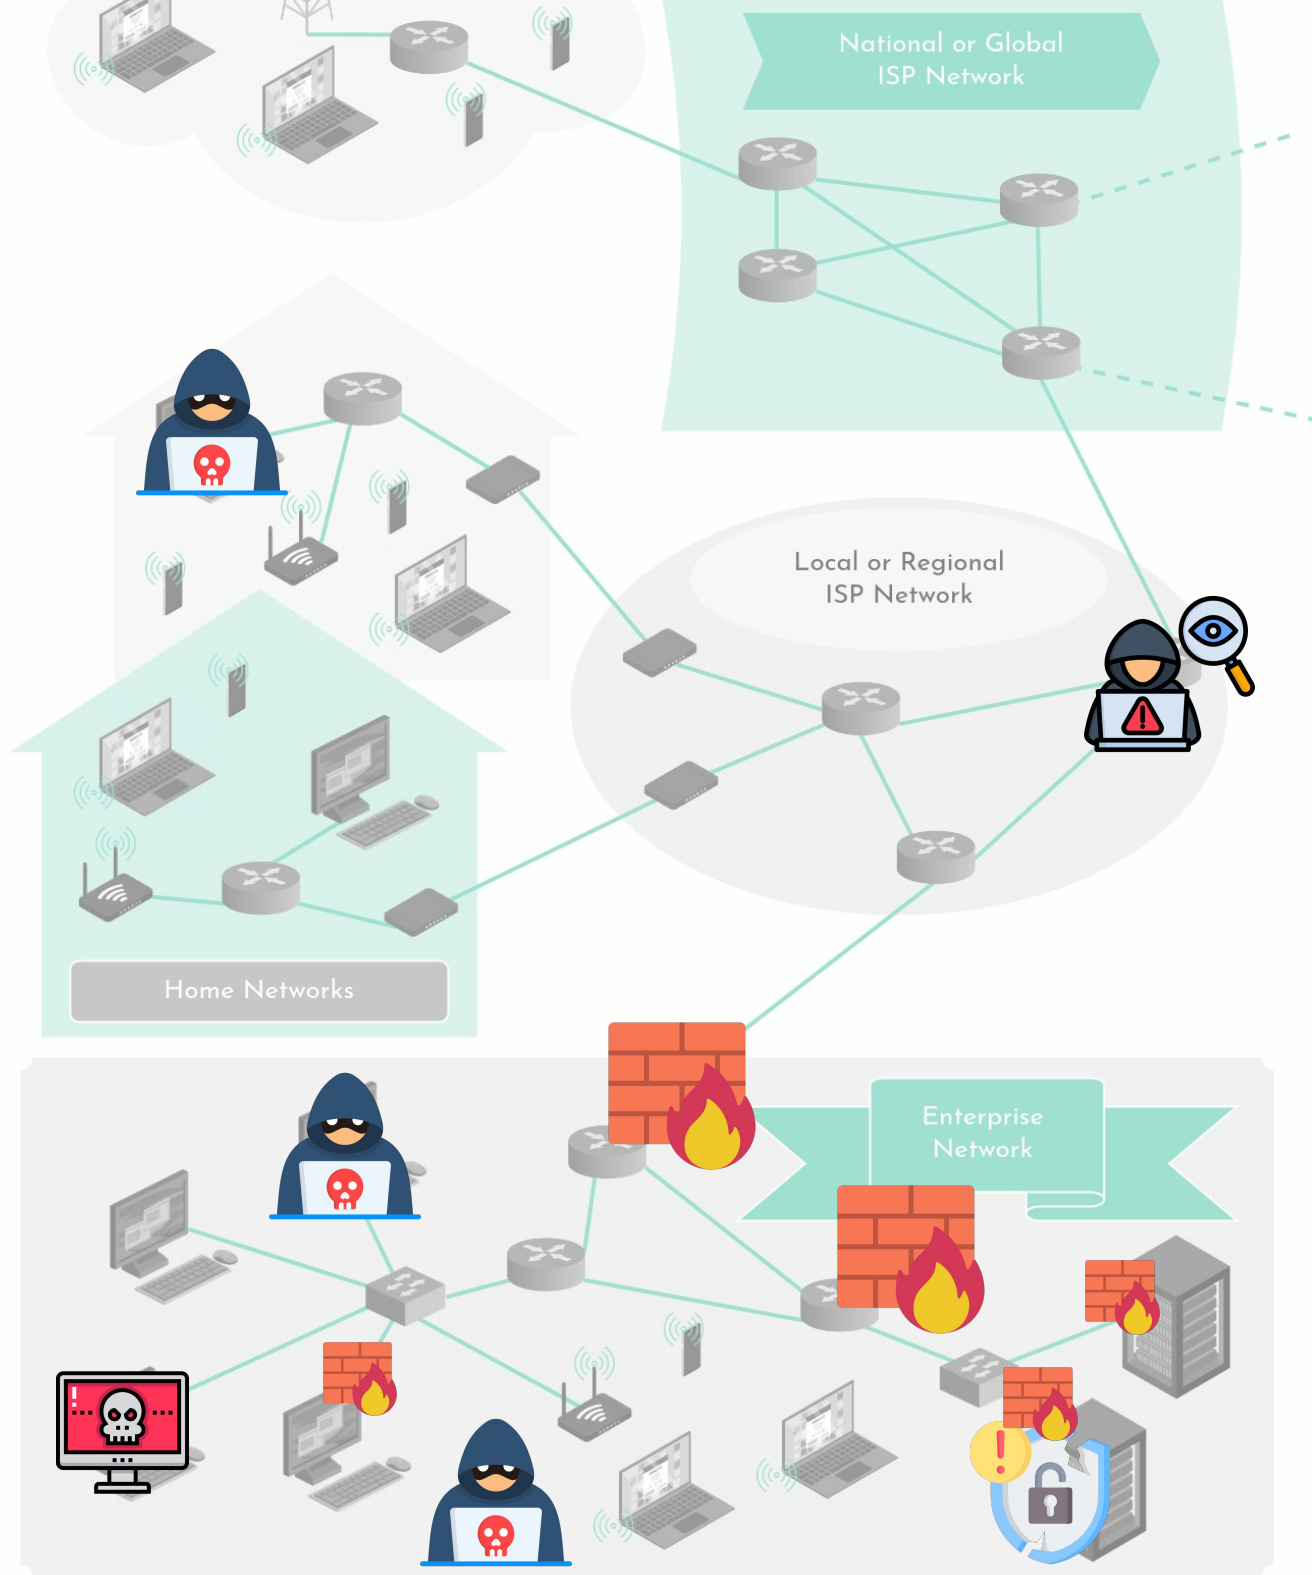 National or Global
ISP Network
Local or Regional
ISP Network
Home Networks
Enterprise
Network